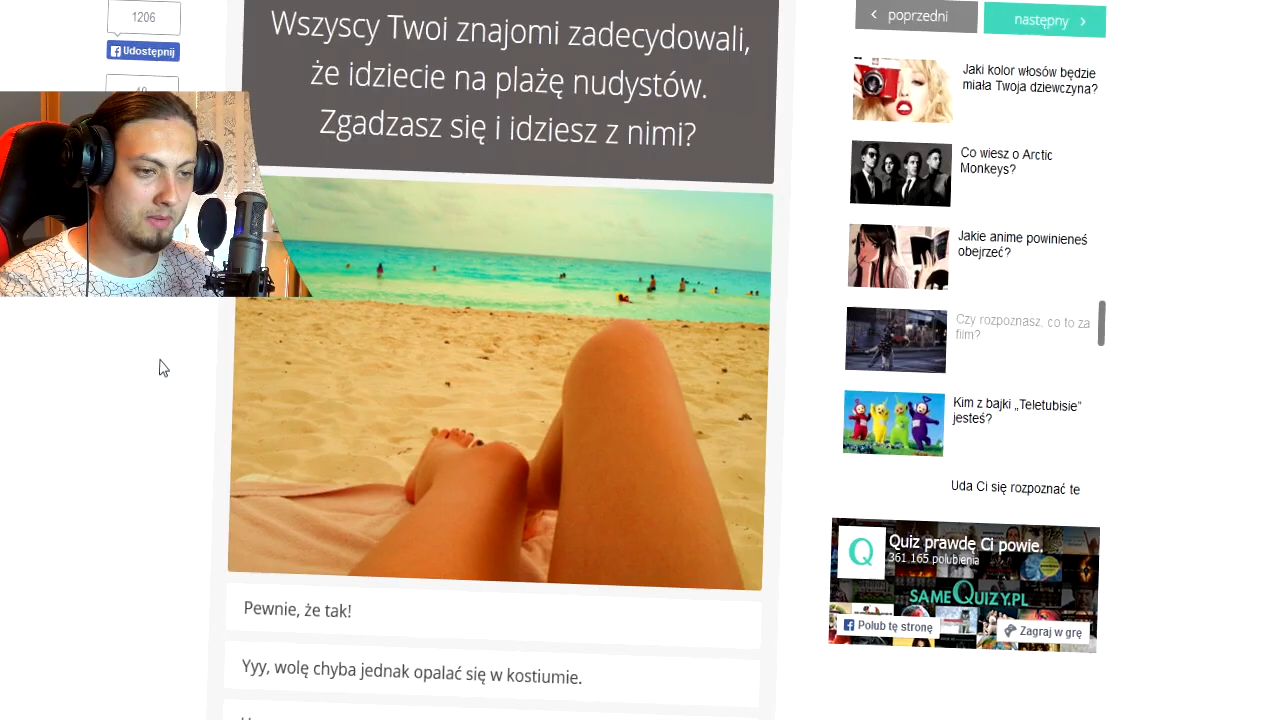 1206
Udostępnij
Wszyscy Twoi znajomi zadecydowali,
że idziecie na plażę nudystów.
Zgadzasz się i idziesz z nimi?
Pewnie, że tak!
Yyy, wolę chyba jednak opalać się w kostiumie.
poprzedni
następny
Jaki kolor włosów będzie
miała Twoja dziewczyna?
Co wiesz o Arctic
Monkeys?
Jakie anime powinieneś
obejrzeć?
Czy rozpoznasz, co to za
film?
Kim z bajki „Teletubisie"
jesteś?
Uda Ci się rozpoznać te
Q
Quiz prawdę Ci powie.
361 165 polubienia
SAMEQUIZY.PL
Polub tę stronę
Zagraj w grę